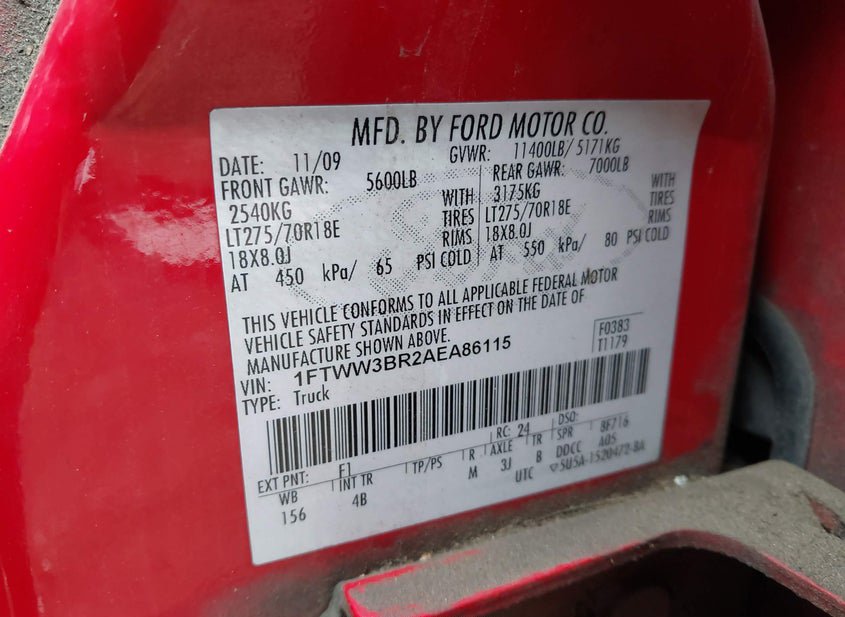 MFD. BY FORD MOTOR CO.
DATE: 11/09 GVWR: 11400LB/ 5171KG
FRONT GAWR: 5600LB REAR GAWR: 7000LB
2540KG WITH 3175KG WITH
LT275/70R18E TIRES LT275/70R18E TIRES
18X8.0J RIMS 18X8.0J RIMS
AT 450 kPa/ 65 PSI COLD AT 550 kPa/ 80 PSI COLD
THIS VEHICLE CONFORMS TO ALL APPLICABLE FEDERAL MOTOR
VEHICLE SAFETY STANDARDS IN EFFECT ON THE DATE OF
MANUFACTURE SHOWN ABOVE.
F0383
T1179
VIN: 1FTWW3BR2AEA86115
TYPE: Truck
EXT PNT: F1 RC: 24 DSO:
WB INT TR TP/PS R AXLE TR SPR 8F716
156 4B M 3J B DDCC A05
UTC 5U5A-1520472-BA